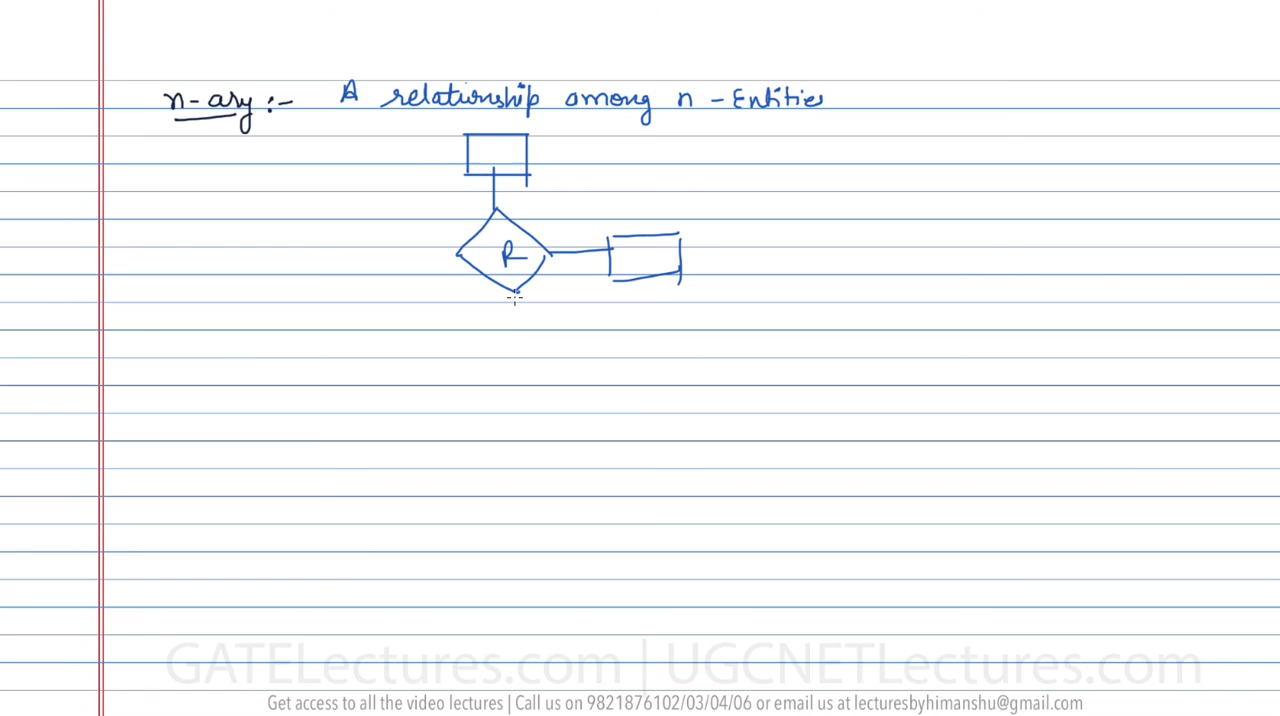 n-ary :- A relationship among n - Entities
R
GATELectures.com | UGCNETLectures.com
Get access to all the video lectures | Call us on 9821876102/03/04/06 or email us at lecturesbyhimanshu@gmail.com